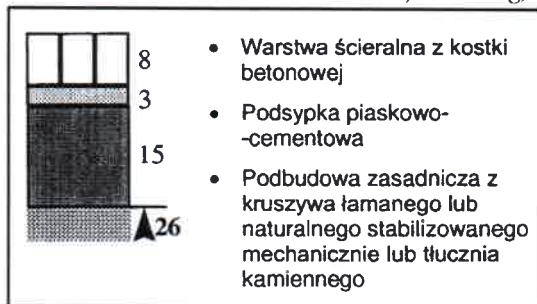 8
3
15
26
• Warstwa ścieralna z kostki
betonowej
• Podsypka piaskowo-
-cementowa
• Podbudowa zasadnicza z
kruszywa łamanego lub
naturalnego stabilizowanego
mechanicznie lub tłucznia
kamiennego